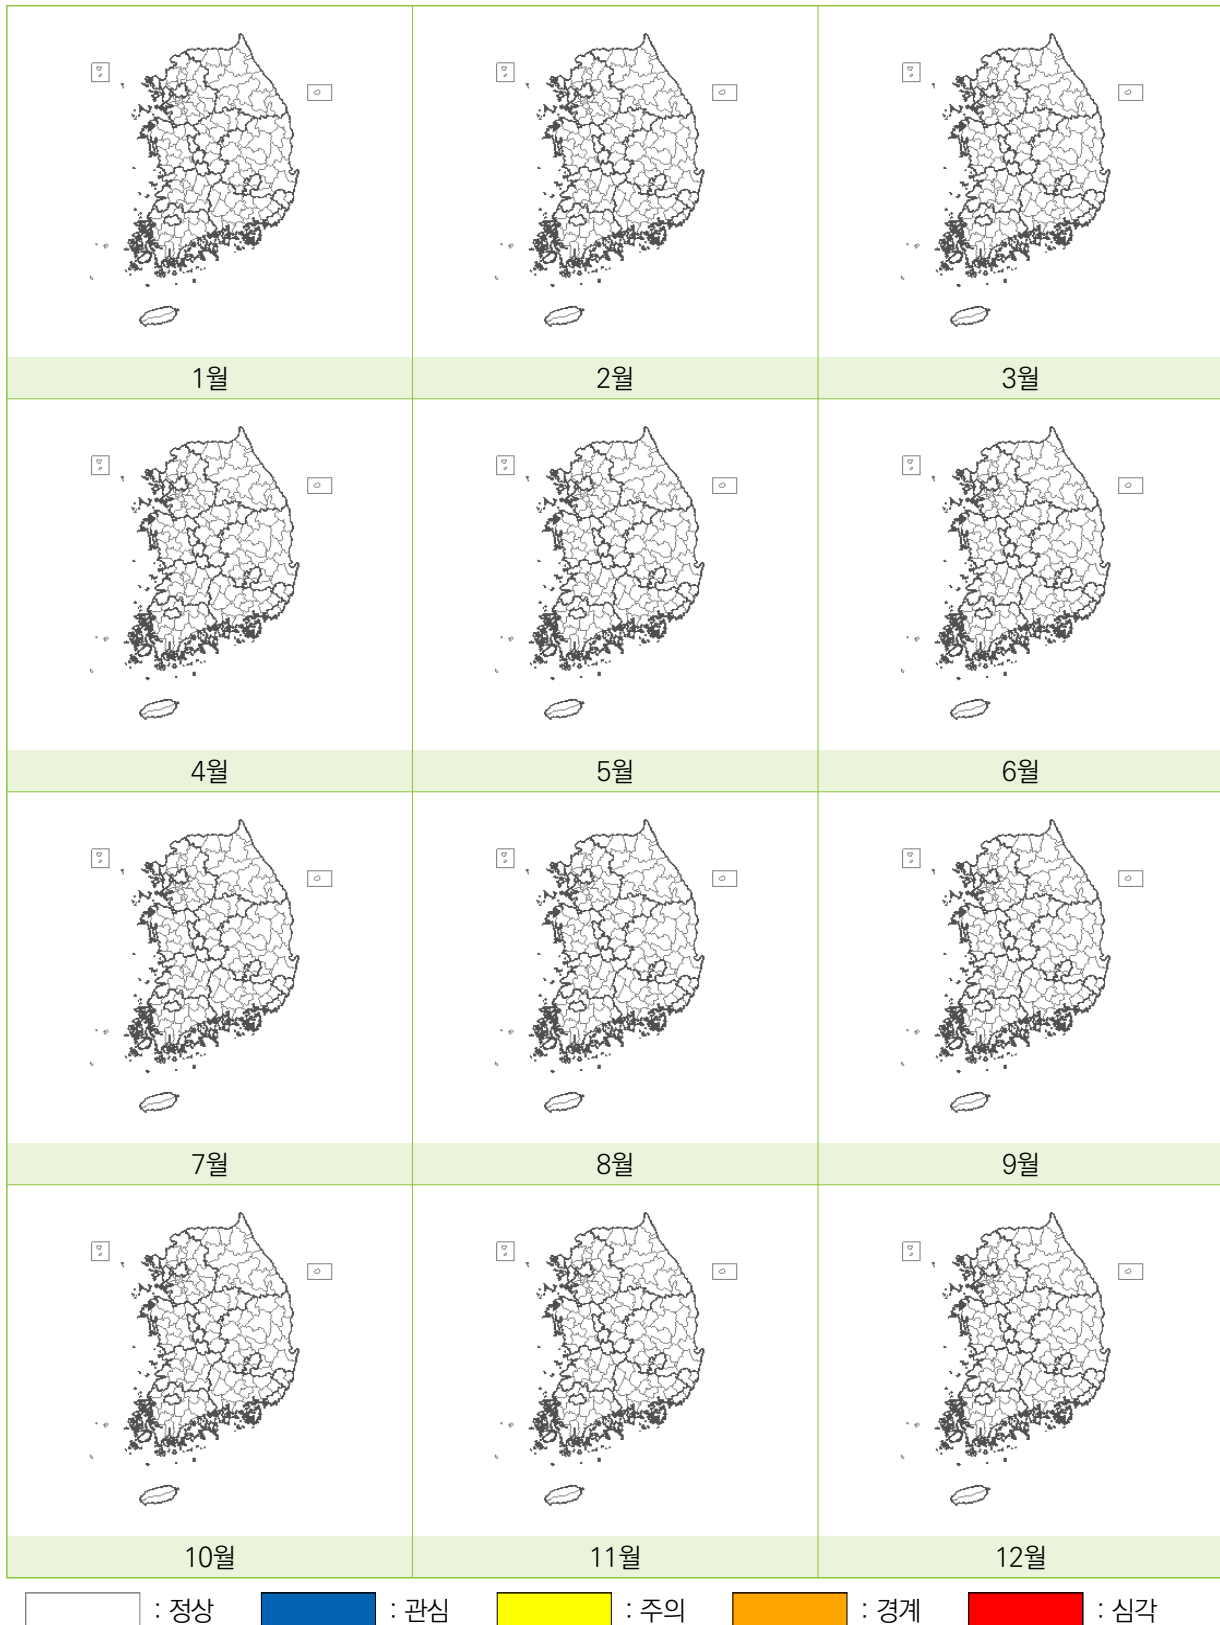 1월 2월 3월
4월 5월 6월
7월 8월 9월
10월 11월 12월
: 정상 : 관심 : 주의 : 경계 : 심각